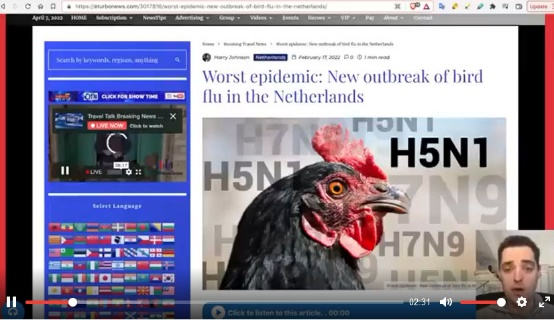 https://eturbonews.com/3017816/worst-epidemic-new-outbreak-of-bird-flu-in-the-netherlands/
Update
April 7, 2022 HOME Subscription NewsTips Advertising Group Videos Events Heroes VIP Pay About Contact
Search by keywords, regions, anything
CLICK FOR SHOW TIME
Travel Talk Breaking News ...
LIVE NOW Click to watch
LIVE
Select Language
Home Breaking Travel News Worst epidemic: New outbreak of bird flu in the Netherlands
Harry Johnson Netherlands February 17, 2022 0 1 min read
Worst epidemic: New outbreak of bird
flu in the Netherlands
H5N1
H7N
H5N1
H5N1
H7N9
H7N9
Click to listen to this article. . 00:00
02:31